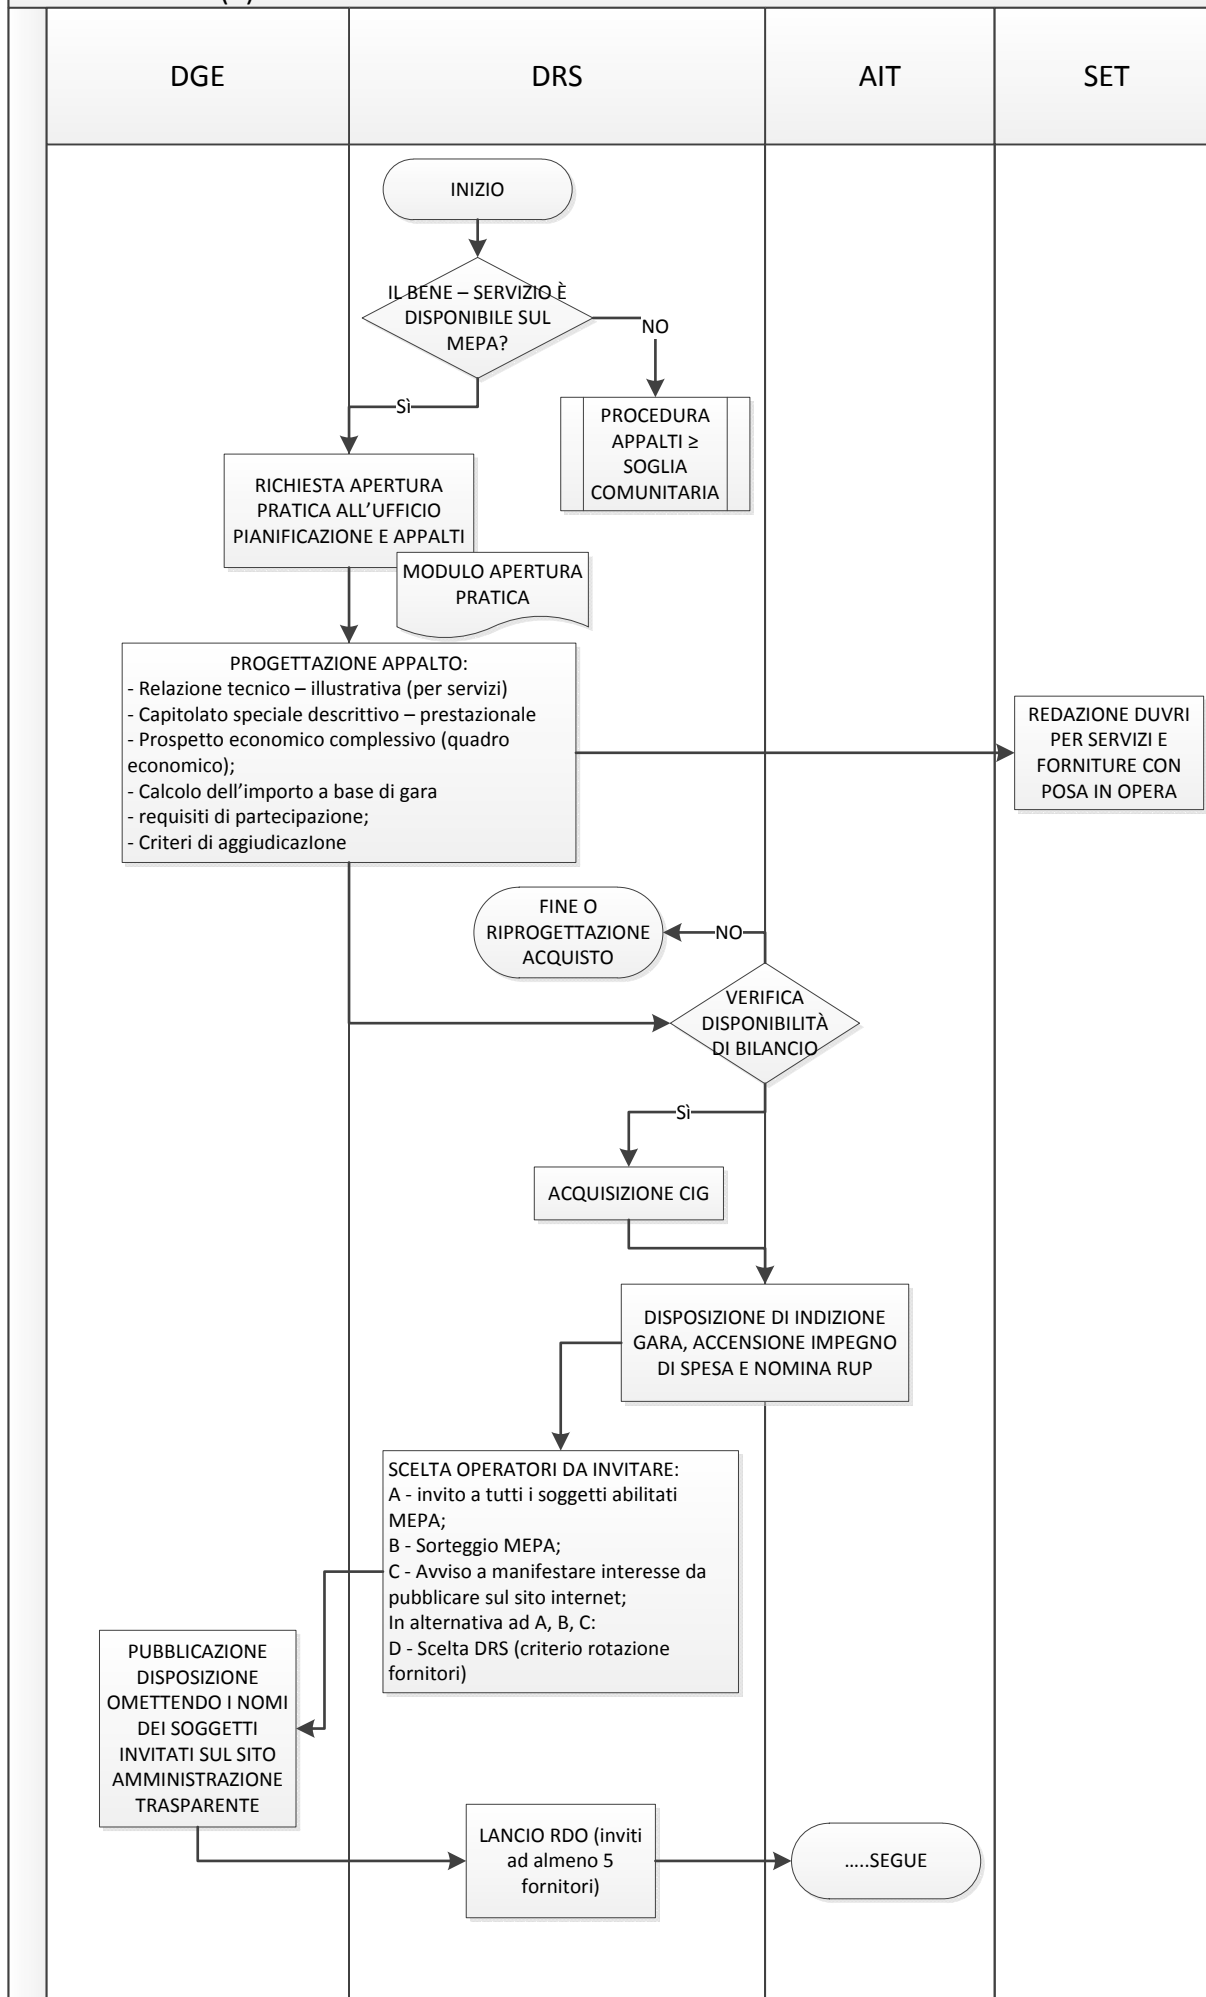 DGE
DRS
AIT
SET
INIZIO
IL BENE – SERVIZIO È
DISPONIBILE SUL
MEPA?
NO
Sì
PROCEDURA
APPALTI ≥
SOGLIA
COMUNITARIA
RICHIESTA APERTURA
PRATICA ALL’UFFICIO
PIANIFICAZIONE E APPALTI
MODULO APERTURA
PRATICA
PROGETTAZIONE APPALTO:
- Relazione tecnico – illustrativa (per servizi)
- Capitolato speciale descrittivo – prestazionale
- Prospetto economico complessivo (quadro
economico);
- Calcolo dell’importo a base di gara
- requisiti di partecipazione;
- Criteri di aggiudicazIone
REDAZIONE DUVRI
PER SERVIZI E
FORNITURE CON
POSA IN OPERA
FINE O
RIPROGETTAZIONE
ACQUISTO
NO
VERIFICA
DISPONIBILITÀ
DI BILANCIO
Sì
ACQUISIZIONE CIG
DISPOSIZIONE DI INDIZIONE
GARA, ACCENSIONE IMPEGNO
DI SPESA E NOMINA RUP
SCELTA OPERATORI DA INVITARE:
A - invito a tutti i soggetti abilitati
MEPA;
B - Sorteggio MEPA;
C - Avviso a manifestare interesse da
pubblicare sul sito internet;
In alternativa ad A, B, C:
D - Scelta DRS (criterio rotazione
fornitori)
PUBBLICAZIONE
DISPOSIZIONE
OMETTENDO I NOMI
DEI SOGGETTI
INVITATI SUL SITO
AMMINISTRAZIONE
TRASPARENTE
LANCIO RDO (inviti
ad almeno 5
fornitori)
…..SEGUE